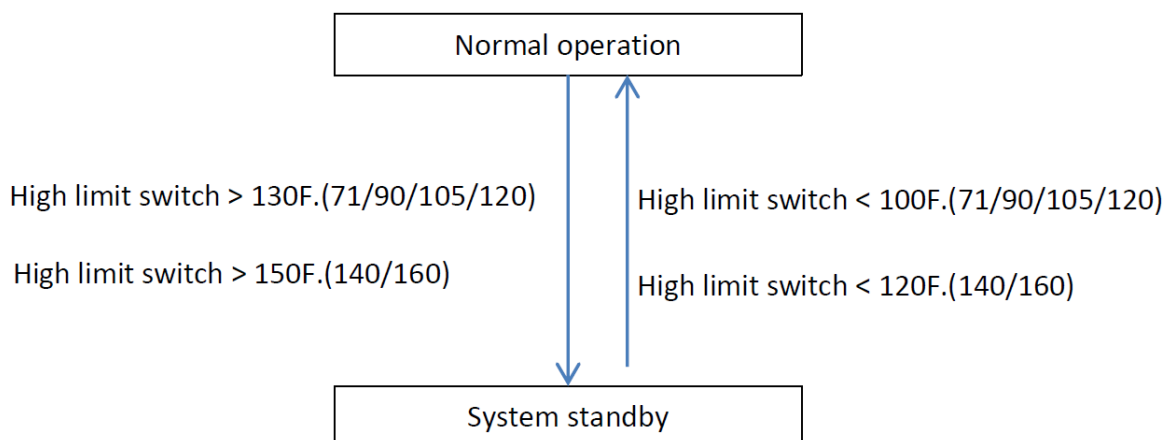 Normal operation
High limit switch > 130F.(71/90/105/120)
High limit switch < 100F.(71/90/105/120)
High limit switch > 150F.(140/160)
High limit switch < 120F.(140/160)
System standby